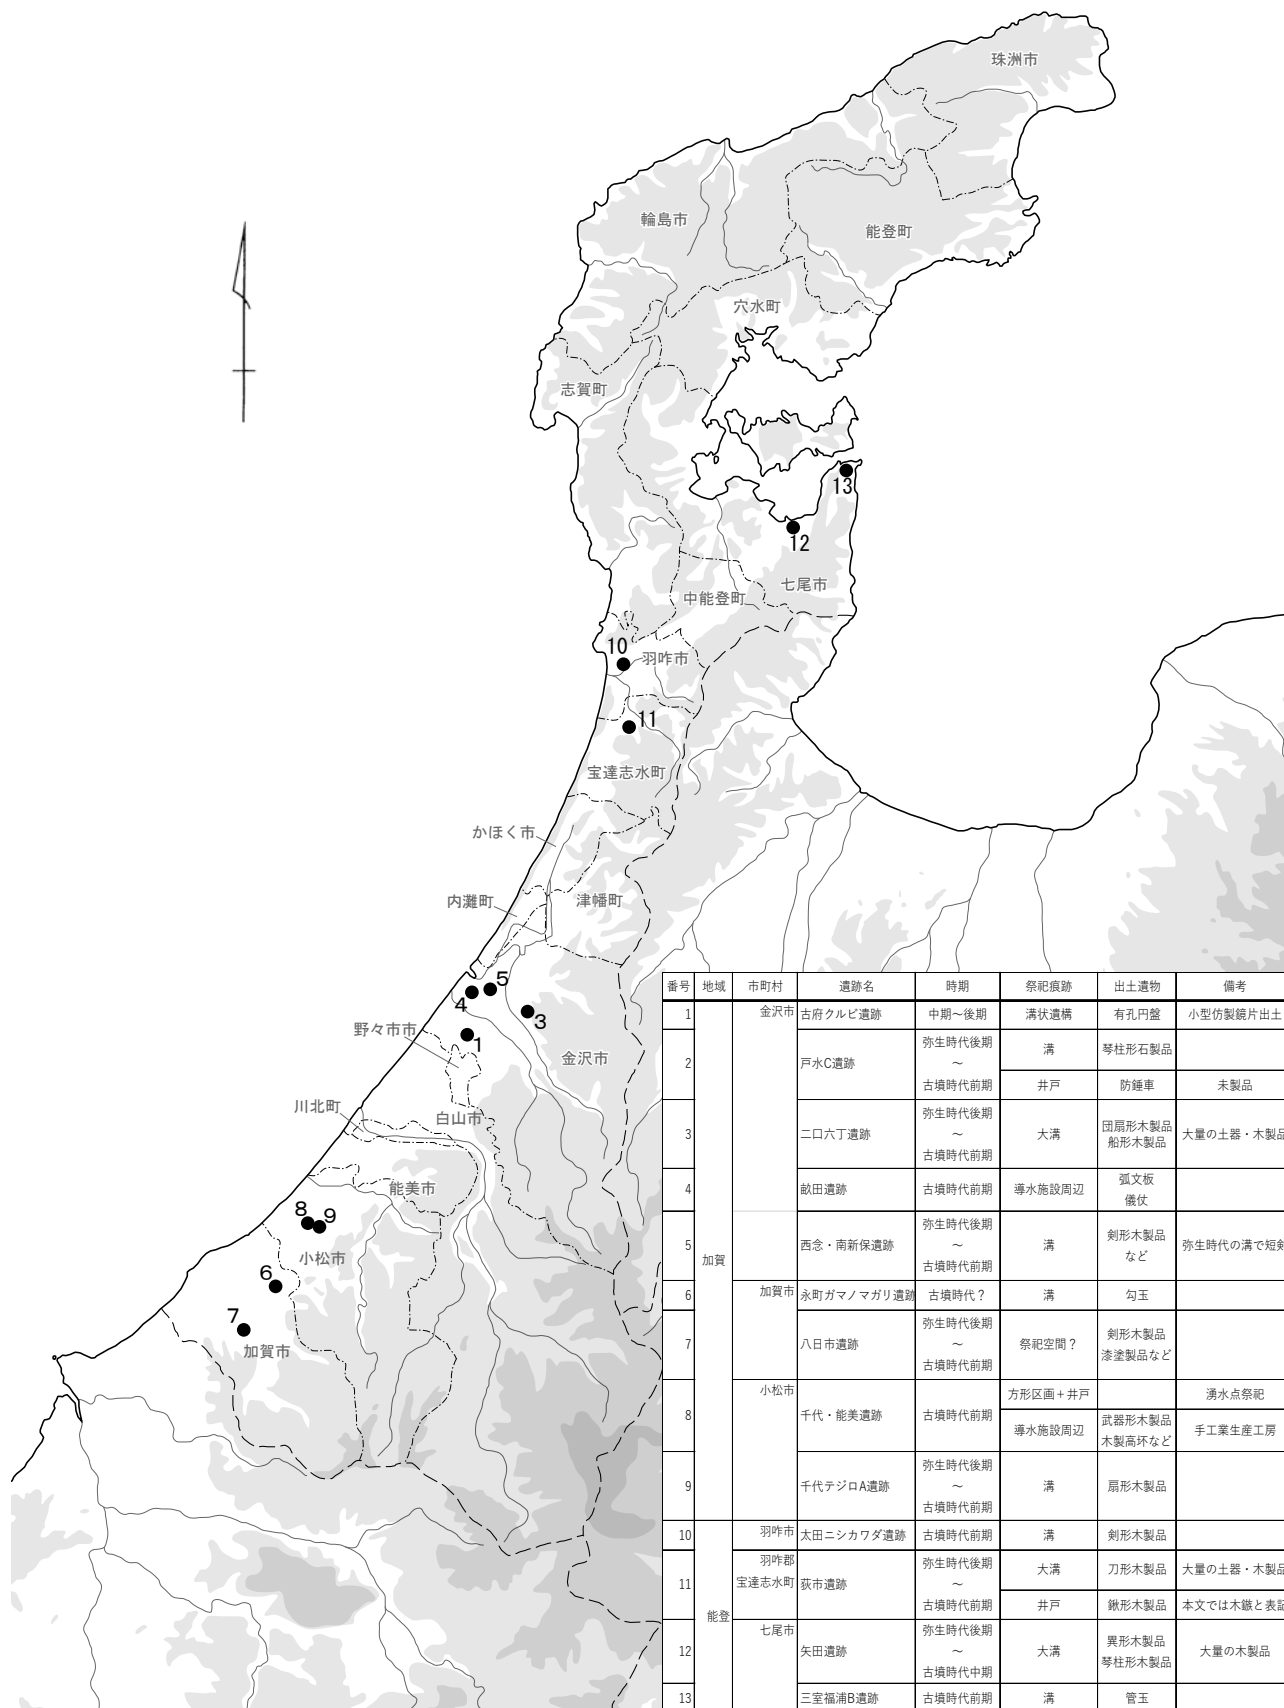 珠洲市
輪島市
能登町
穴水町
志賀町
13
12
七尾市
中能登町
10
羽咋市
11
宝達志水町
かほく市
内灘町
津幡町
5
4
3
野々市市
1
金沢市
川北町
白山市
能美市
8
9
小松市
6
7
加賀市
番号 地域 市町村 遺跡名 時期 祭祀痕跡 出土遺物 備考
1 加賀 金沢市 古府クルビ遺跡 中期～後期 溝状遺構 有孔円盤 小型仿製鏡片出土
2 戸水C遺跡 弥生時代後期
～
古墳時代前期
溝 琴柱形石製品
井戸 防錘車 未製品
3 二口六丁遺跡 弥生時代後期
～
古墳時代前期
大溝 団扇形木製品
船形木製品
大量の土器・木製品
4 畝田遺跡 古墳時代前期 導水施設周辺 弧文板
儀仗
5 西念・南新保遺跡 弥生時代後期
～
古墳時代前期
溝 剣形木製品
など
弥生時代の溝で短剣
6 加賀市 永町ガマノマガリ遺跡 古墳時代？ 溝 勾玉
7 八日市遺跡 弥生時代後期
～
古墳時代前期
祭祀空間？ 剣形木製品
漆塗製品など
8 小松市 千代・能美遺跡 古墳時代前期 方形区画＋井戸 湧水点祭祀
導水施設周辺 武器形木製品
木製高坏など
手工業生産工房
9 千代テジロA遺跡 弥生時代後期
～
古墳時代前期
溝 扇形木製品
10 能登 羽咋市 太田ニシカワダ遺跡 古墳時代前期 溝 剣形木製品
11 羽咋郡
宝達志水町
荻市遺跡 弥生時代後期
～
古墳時代前期
大溝 刀形木製品 大量の土器・木製品
井戸 鍬形木製品 本文では木鏃と表記
12 七尾市 矢田遺跡 弥生時代後期
～
古墳時代中期
大溝 異形木製品
琴柱形木製品
大量の木製品
13 三室福浦B遺跡 古墳時代前期 溝 管玉